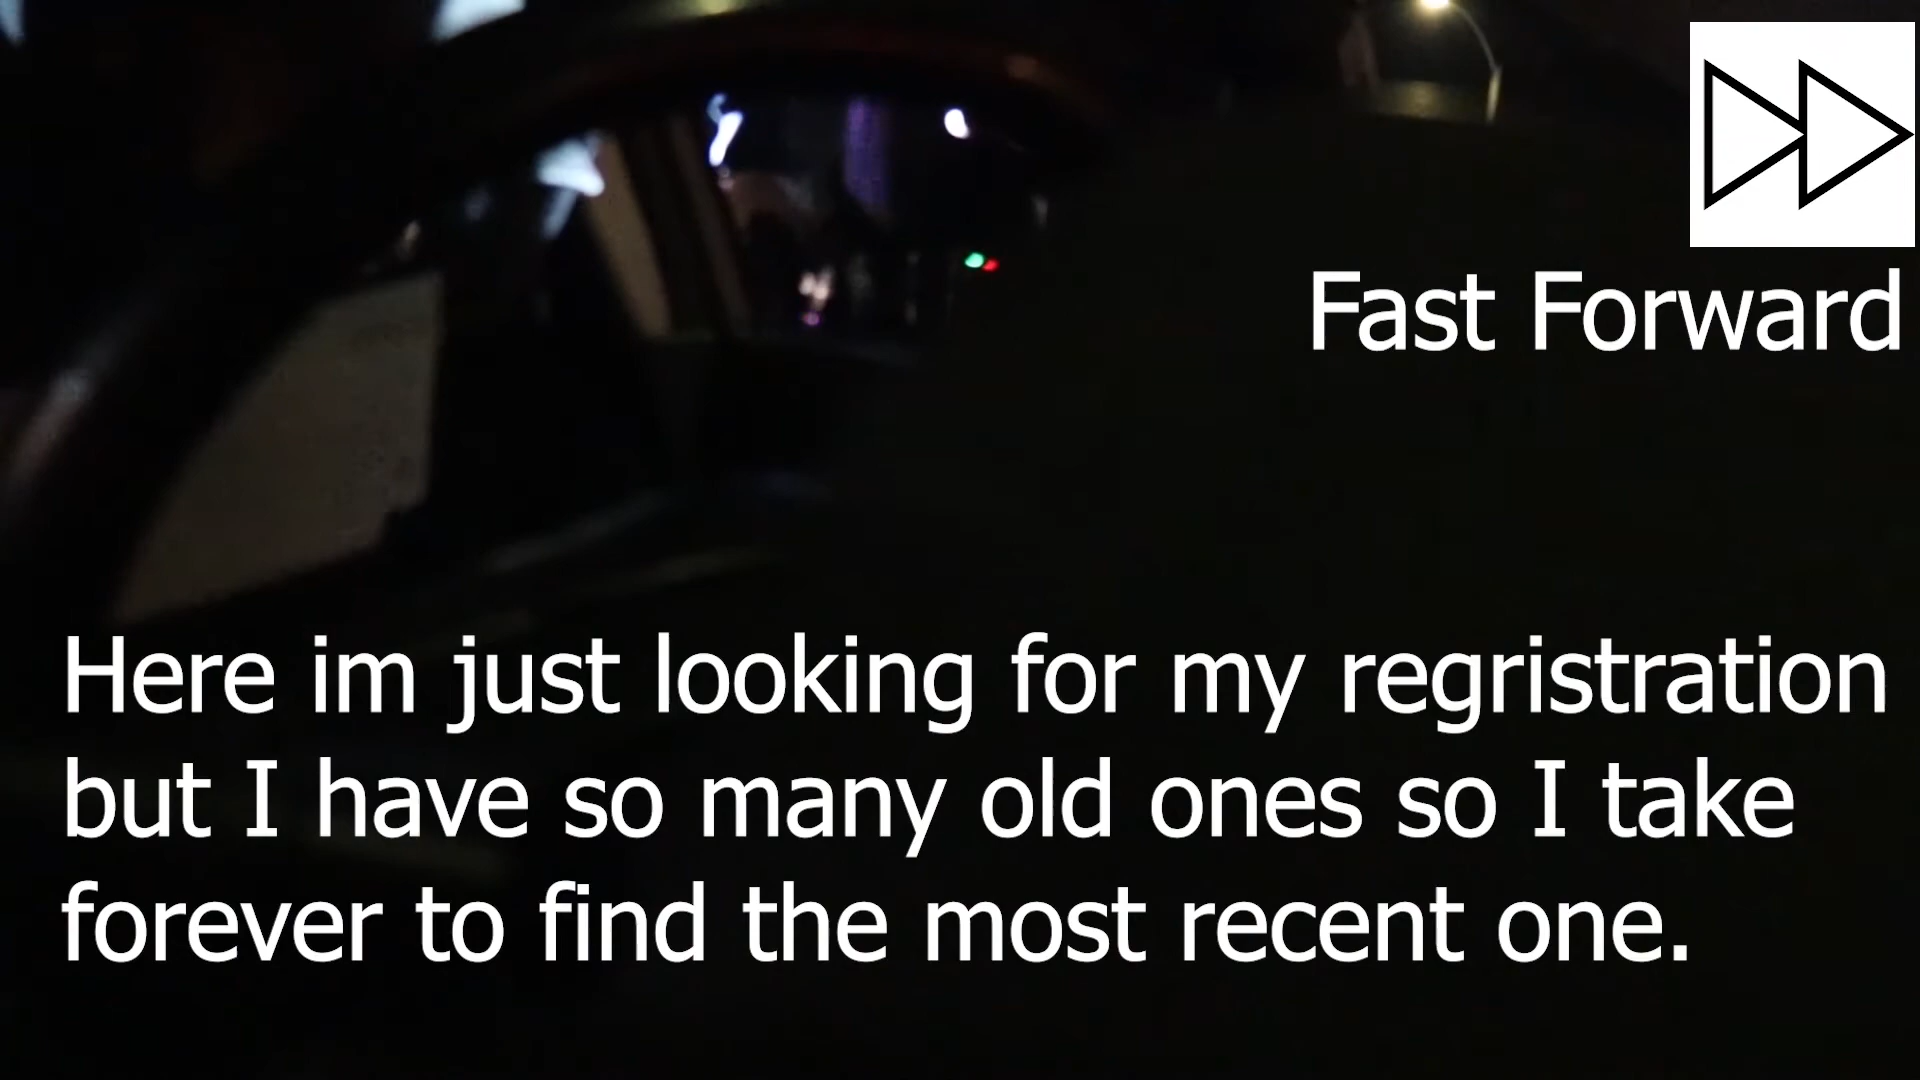 Fast Forward
Here im just looking for my regristration
but I have so many old ones so I take
forever to find the most recent one.